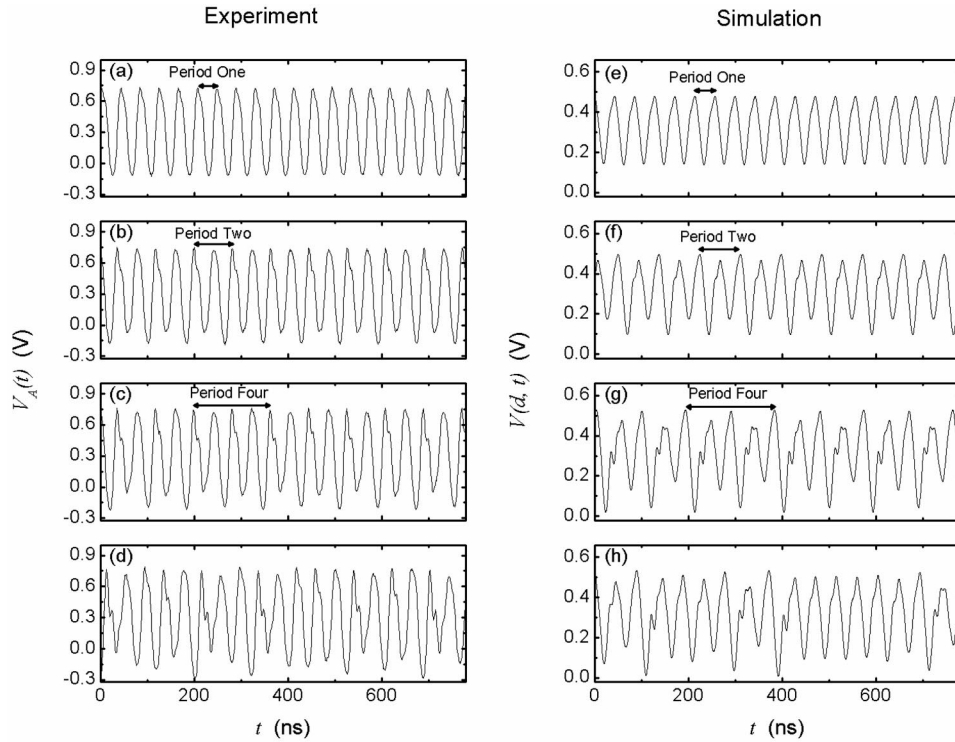 Experiment
Simulation
(a)
Period One
0.9
0.6
0.3
0.0
-0.3
(e)
Period One
0.6
0.4
0.2
0.0
(b)
Period Two
0.9
0.6
0.3
0.0
-0.3
(f)
Period Two
0.6
0.4
0.2
0.0
(c)
Period Four
0.9
0.6
0.3
0.0
-0.3
(g)
Period Four
0.6
0.4
0.2
0.0
(d)
0.9
0.6
0.3
0.0
-0.3
(h)
0.6
0.4
0.2
0.0
V_A(t) (V)
V(d, t) (V)
0 200 400 600
0 200 400 600
t (ns)
t (ns)